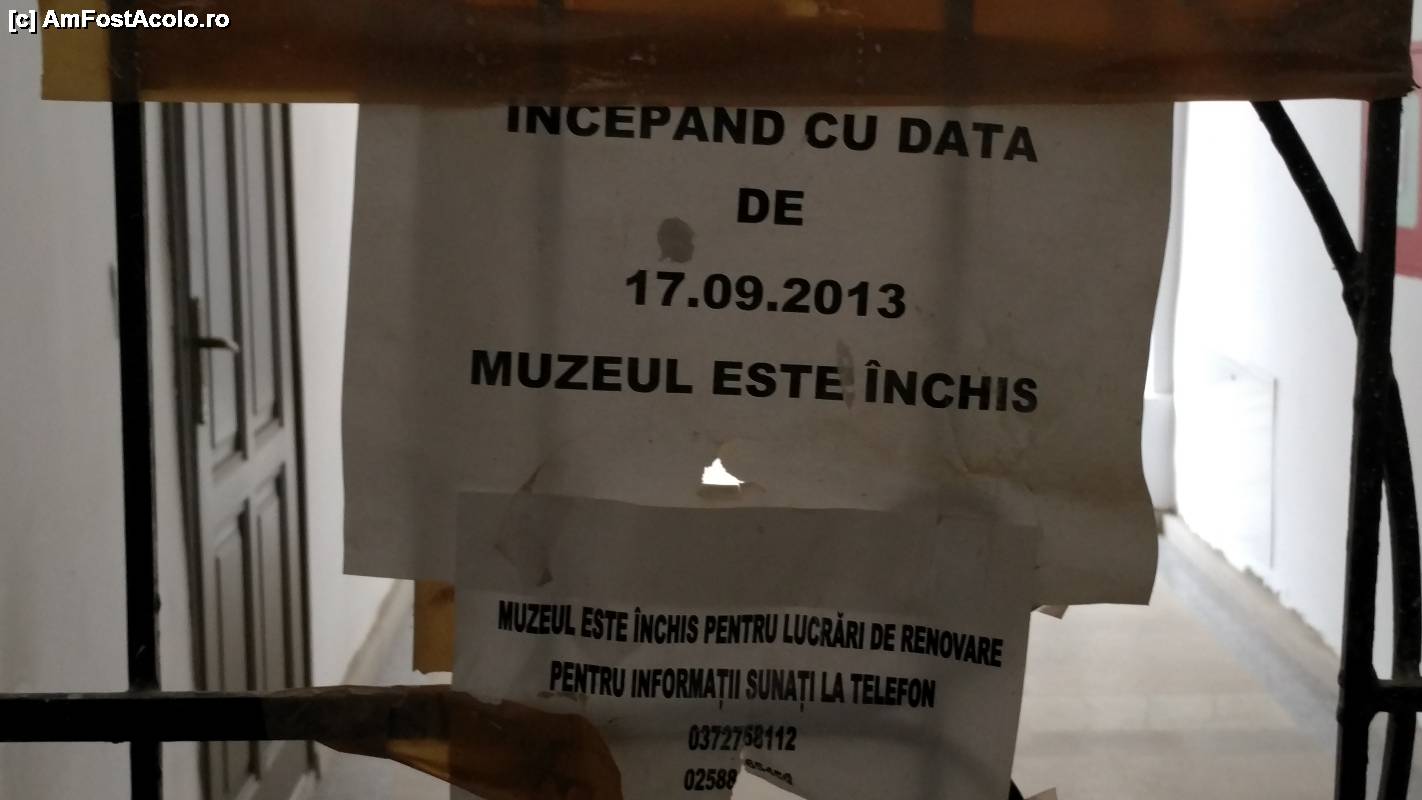 [c] AmFostAcolo.ro
INCEPAND CU DATA
DE
17.09.2013
MUZEUL ESTE ÎNCHIS
MUZEUL ESTE ÎNCHIS PENTRU LUCRĂRI DE RENOVARE
PENTRU INFORMAȚII SUNAȚI LA TELEFON
0372768112